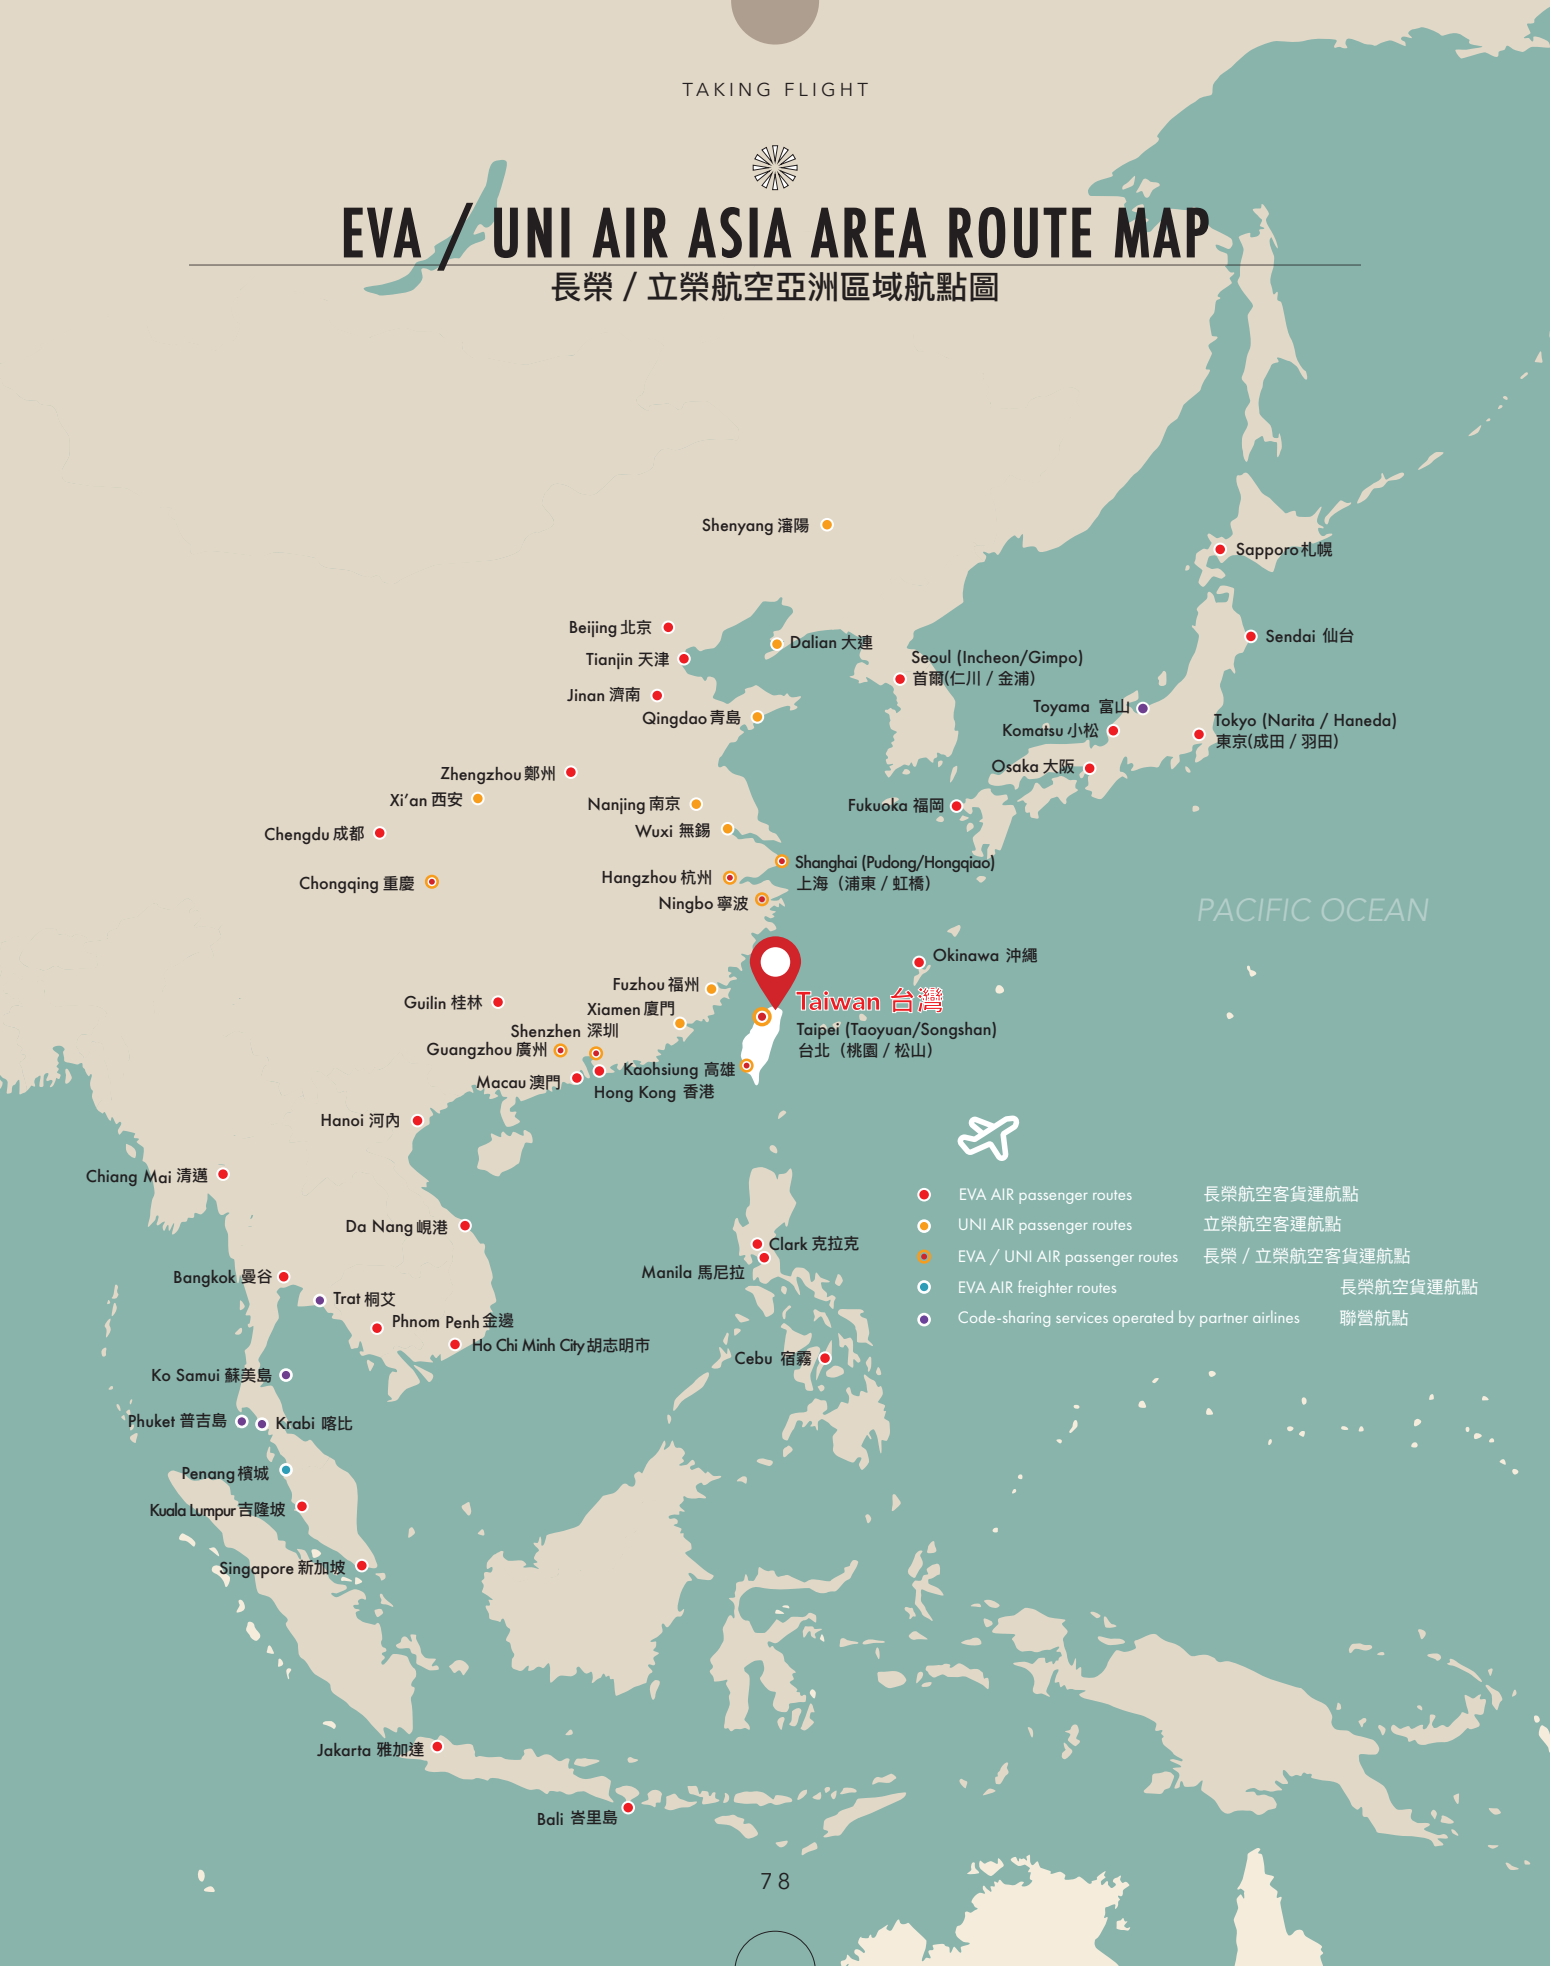 TAKING FLIGHT
EVA / UNI AIR ASIA AREA ROUTE MAP
長榮 / 立榮航空亞洲區域航點圖
Shenyang 瀋陽
Sapporo 札幌
Beijing 北京
Dalian 大連
Sendai 仙台
Tianjin 天津
Seoul (Incheon/Gimpo)
首爾(仁川 / 金浦)
Jinan 濟南
Qingdao 青島
Toyama 富山
Tokyo (Narita / Haneda)
東京(成田 / 羽田)
Komatsu 小松
Osaka 大阪
Zhengzhou 鄭州
Xi'an 西安
Nanjing 南京
Fukuoka 福岡
Chengdu 成都
Wuxi 無錫
Shanghai (Pudong/Hongqiao)
上海（浦東 / 虹橋）
Chongqing 重慶
Hangzhou 杭州
Ningbo 寧波
PACIFIC OCEAN
Okinawa 沖繩
Fuzhou 福州
Guilin 桂林
Taiwan 台灣
Xiamen 廈門
Taipei (Taoyuan/Songshan)
台北（桃園 / 松山）
Shenzhen 深圳
Guangzhou 廣州
Kaohsiung 高雄
Macau 澳門
Hong Kong 香港
Hanoi 河內
Chiang Mai 清邁
EVA AIR passenger routes 長榮航空客貨運航點
UNI AIR passenger routes 立榮航空客運航點
EVA / UNI AIR passenger routes 長榮 / 立榮航空客貨運航點
EVA AIR freighter routes 長榮航空貨運航點
Code-sharing services operated by partner airlines 聯營航點
Da Nang 峴港
Clark 克拉克
Manila 馬尼拉
Bangkok 曼谷
Trat 桐艾
Phnom Penh 金邊
Ho Chi Minh City 胡志明市
Cebu 宿霧
Ko Samui 蘇美島
Phuket 普吉島
Krabi 喀比
Penang 檳城
Kuala Lumpur 吉隆坡
Singapore 新加坡
Jakarta 雅加達
Bali 峇里島
78